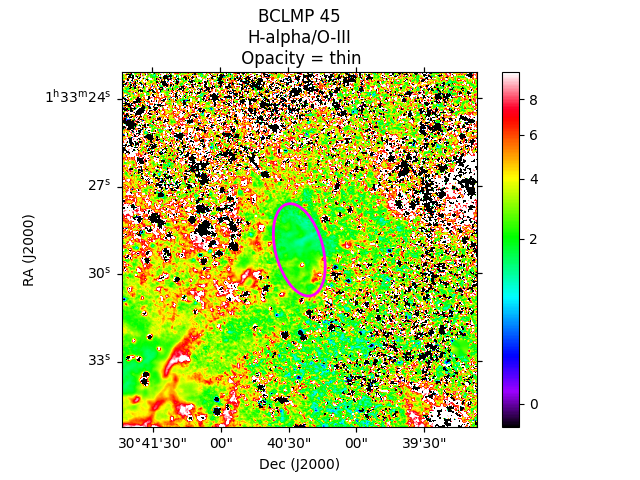 BCLMP 45
H-alpha/O-III
Opacity = thin
1ʰ33ᵐ24ˢ
27ˢ
30ˢ
33ˢ
RA (J2000)
30°41'30" 00" 40'30" 00" 39'30"
Dec (J2000)
8
6
4
2
0